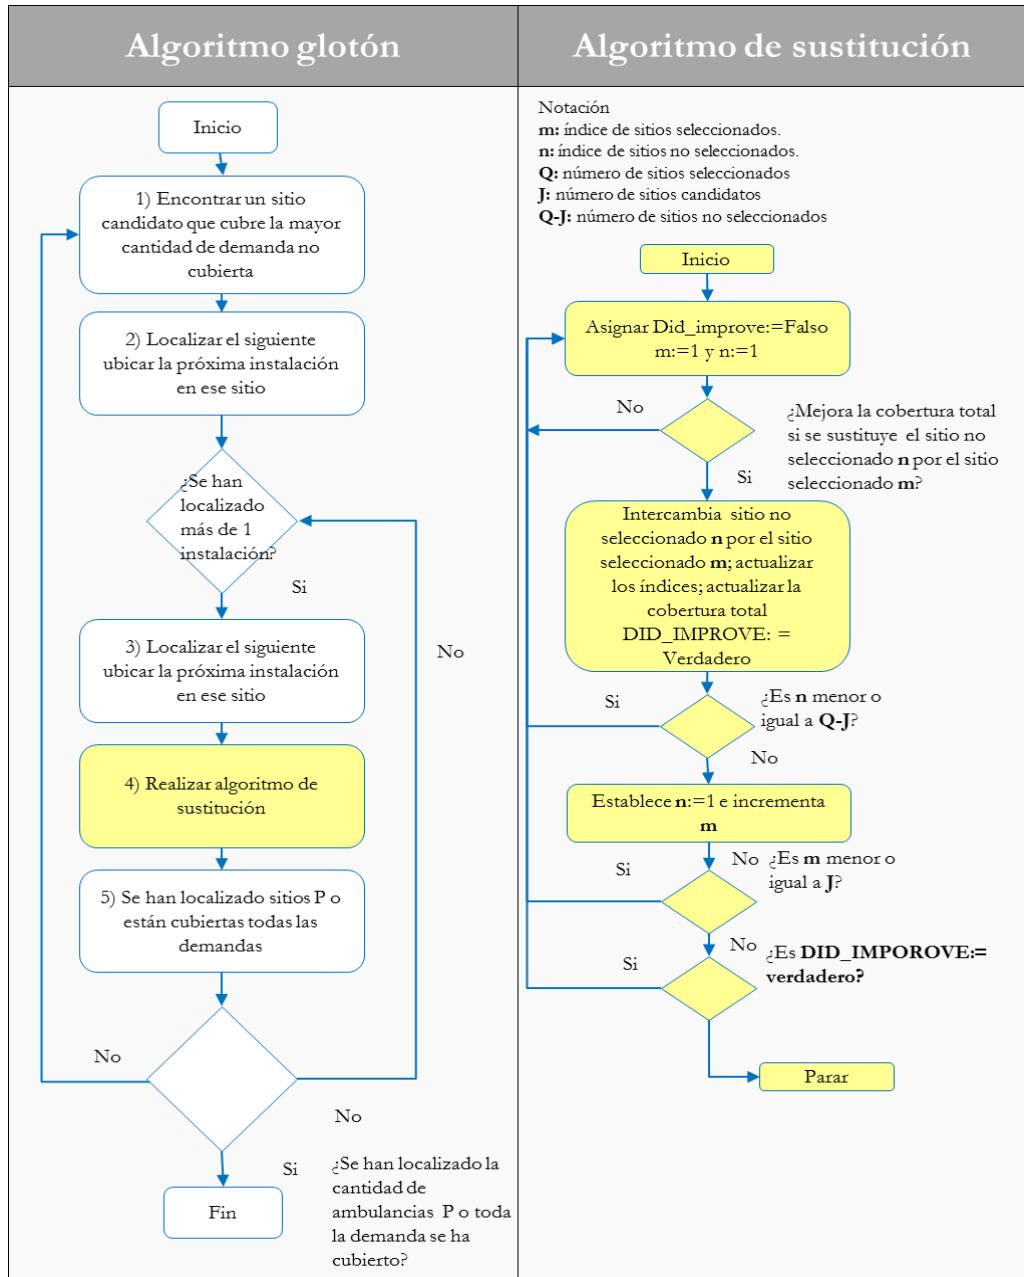 Algoritmo glotón
Inicio
1) Encontrar un sitio
candidato que cubre la mayor
cantidad de demanda no
cubierta
2) Localizar el siguiente
ubicar la próxima instalación
en ese sitio
¿Se han
localizado
más de 1
instalación?
Si
No
3) Localizar el siguiente
ubicar la próxima instalación
en ese sitio
4) Realizar algoritmo de
sustitución
5) Se han localizado sitios P o
están cubiertas todas las
demandas
No
No
Si
¿Se han localizado la
cantidad de
ambulancias P o toda
la demanda se ha
cubierto?
Fin
Algoritmo de sustitución
Notación
m: índice de sitios seleccionados.
n: índice de sitios no seleccionados.
Q: número de sitios seleccionados
J: número de sitios candidatos
Q-J: número de sitios no seleccionados
Inicio
Asignar Did_improve:=Falso
m:=1 y n:=1
No
¿Mejora la cobertura total
si se sustituye el sitio no
seleccionado n por el sitio
seleccionado m?
Si
Intercambia sitio no
seleccionado n por el sitio
seleccionado m; actualizar
los índices; actualizar la
cobertura total
DID_IMPROVE: =
Verdadero
Si
¿Es n menor o
igual a Q-J?
No
Establece n:=1 e incrementa
m
Si
No
¿Es m menor o
igual a J?
Si
No
¿Es DID_IMPOROVE:=
verdadero?
Parar